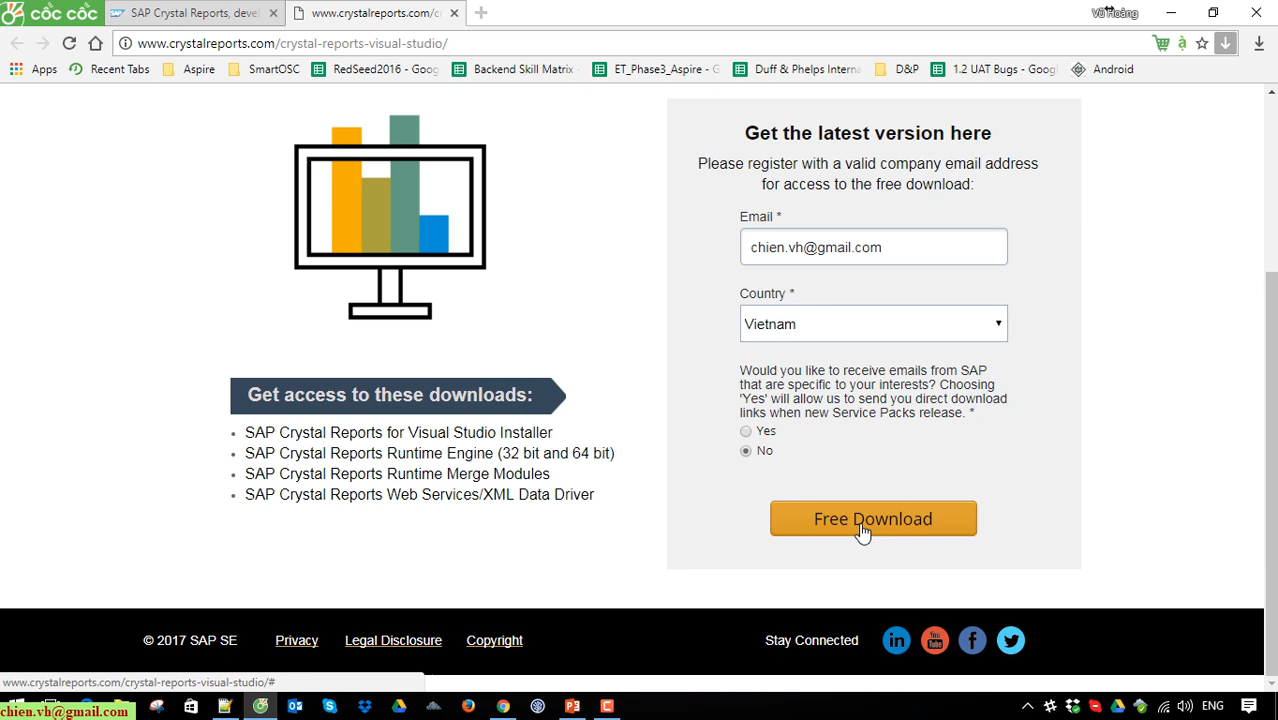 cốc cốc
SAP SAP Crystal Reports, deve
www.crystalreports.com/c
Vũ Hoàng
www.crystalreports.com/crystal-reports-visual-studio/
Apps Recent Tabs Aspire SmartOSC RedSeed2016 - Goog Backend Skill Matrix - ET_Phase3_Aspire - G Duff & Phelps Interna D&P 1.2 UAT Bugs - Goog Android
Get the latest version here
Please register with a valid company email address
for access to the free download:
Email *
chien.vh@gmail.com
Country *
Vietnam
Would you like to receive emails from SAP
that are specific to your interests? Choosing
'Yes' will allow us to send you direct download
links when new Service Packs release. *
Yes
No
Free Download
Get access to these downloads:
• SAP Crystal Reports for Visual Studio Installer
• SAP Crystal Reports Runtime Engine (32 bit and 64 bit)
• SAP Crystal Reports Runtime Merge Modules
• SAP Crystal Reports Web Services/XML Data Driver
© 2017 SAP SE Privacy Legal Disclosure Copyright Stay Connected
www.crystalreports.com/crystal-reports-visual-studio/#
chien.vh@gmail.com
ENG